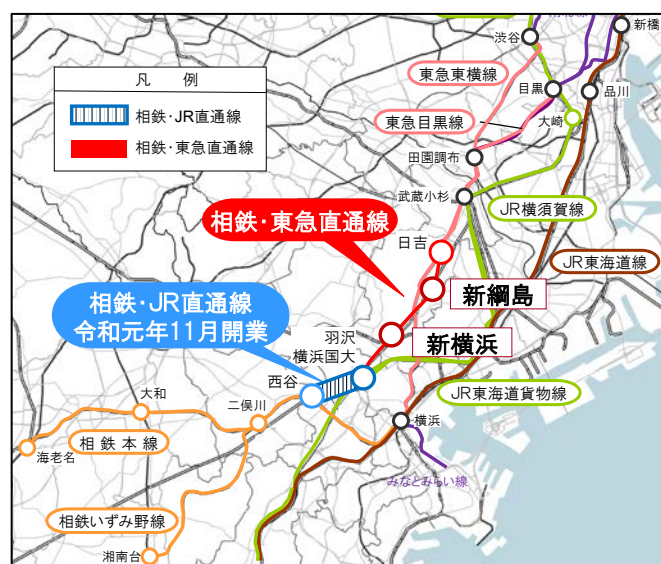 新橋
渋谷
凡 例
相鉄・JR直通線
相鉄・東急直通線
東急東横線
目黒
品川
大崎
東急目黒線
田園調布
武蔵小杉
JR横須賀線
相鉄・東急直通線
日吉
JR東海道線
相鉄・JR直通線
令和元年11月開業
新綱島
羽沢
横浜国大
新横浜
西谷
大和
二俣川
JR東海道貨物線
横浜
相鉄本線
海老名
みなとみらい線
相鉄いずみ野線
湘南台